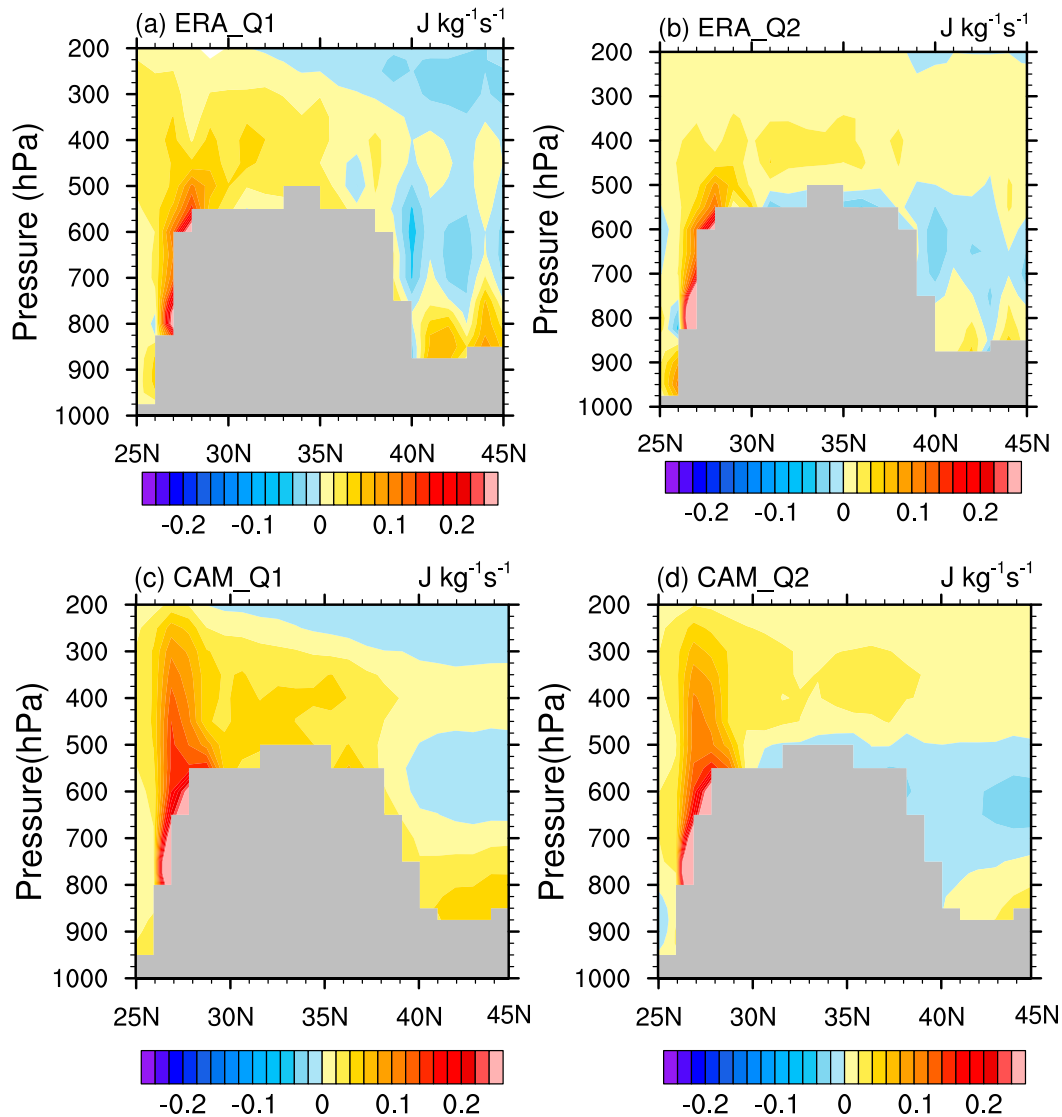 (a) ERA_Q1 J kg⁻¹s⁻¹
Pressure (hPa)
200
300
400
500
600
700
800
900
1000
25N 30N 35N 40N 45N
-0.2 -0.1 0 0.1 0.2
(b) ERA_Q2 J kg⁻¹s⁻¹
Pressure (hPa)
200
300
400
500
600
700
800
900
1000
25N 30N 35N 40N 45N
-0.2 -0.1 0 0.1 0.2
(c) CAM_Q1 J kg⁻¹s⁻¹
Pressure(hPa)
200
300
400
500
600
700
800
900
1000
25N 30N 35N 40N 45N
-0.2 -0.1 0 0.1 0.2
(d) CAM_Q2 J kg⁻¹s⁻¹
Pressure(hPa)
200
300
400
500
600
700
800
900
1000
25N 30N 35N 40N 45N
-0.2 -0.1 0 0.1 0.2